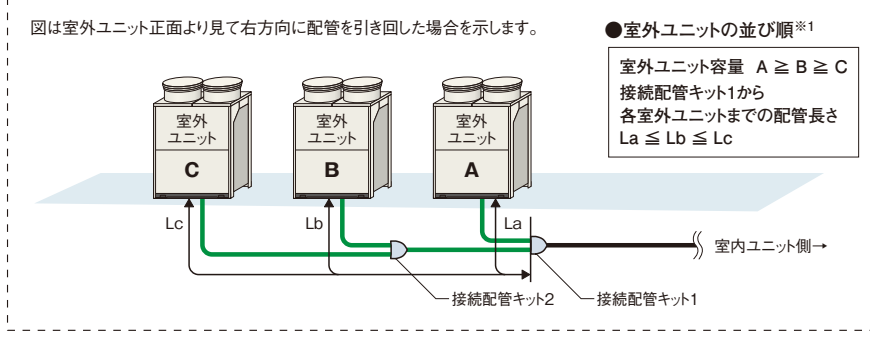 図は室外ユニット正面より見て右方向に配管を引き回した場合を示します。
●室外ユニットの並び順※1
室外ユニット容量 A ≧ B ≧ C
接続配管キット1から
各室外ユニットまでの配管長さ
La ≦ Lb ≦ Lc
室外
ユニット
C
室外
ユニット
B
室外
ユニット
A
Lc
Lb
La
室内ユニット側→
接続配管キット2
接続配管キット1